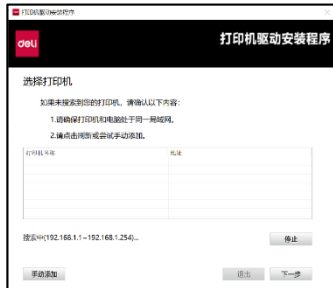 打印机驱动安装程序
deli
打印机驱动安装程序
选择打印机
如果未搜索到您的打印机，请确认以下内容：
1.请确保打印机和电脑处于同一局域网。
2.请点击刷新或尝试手动添加。
打印机名称 地址
搜索中(192.168.1.1~192.168.1.254)... 停止
手动添加 退出 下一步